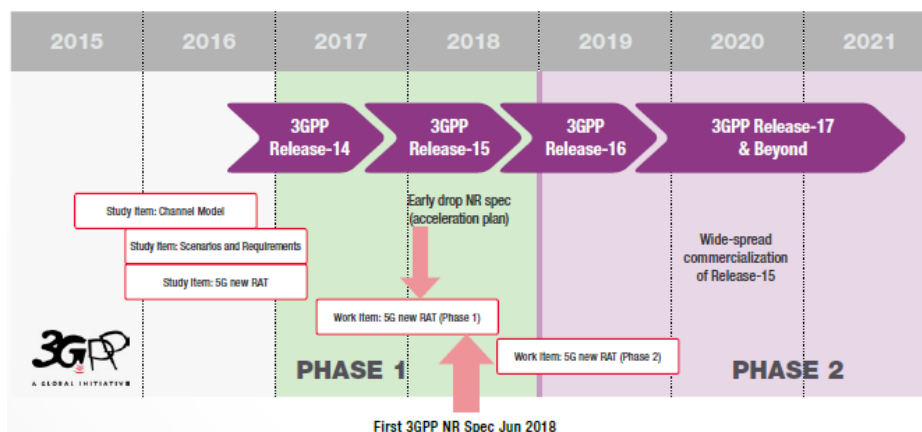 2015 2016 2017 2018 2019 2020 2021
3GPP
Release-14
3GPP
Release-15
3GPP
Release-16
3GPP Release-17
& Beyond
Study Item: Channel Model
Study Item: Scenarios and Requirements
Study Item: 5G new RAT
Early drop NR spec
(acceleration plan)
Wide-spread
commercialization
of Release-15
Work Item: 5G new RAT (Phase 1)
Work Item: 5G new RAT (Phase 2)
3GPP
A GLOBAL INITIATIVE
PHASE 1
PHASE 2
First 3GPP NR Spec Jun 2018